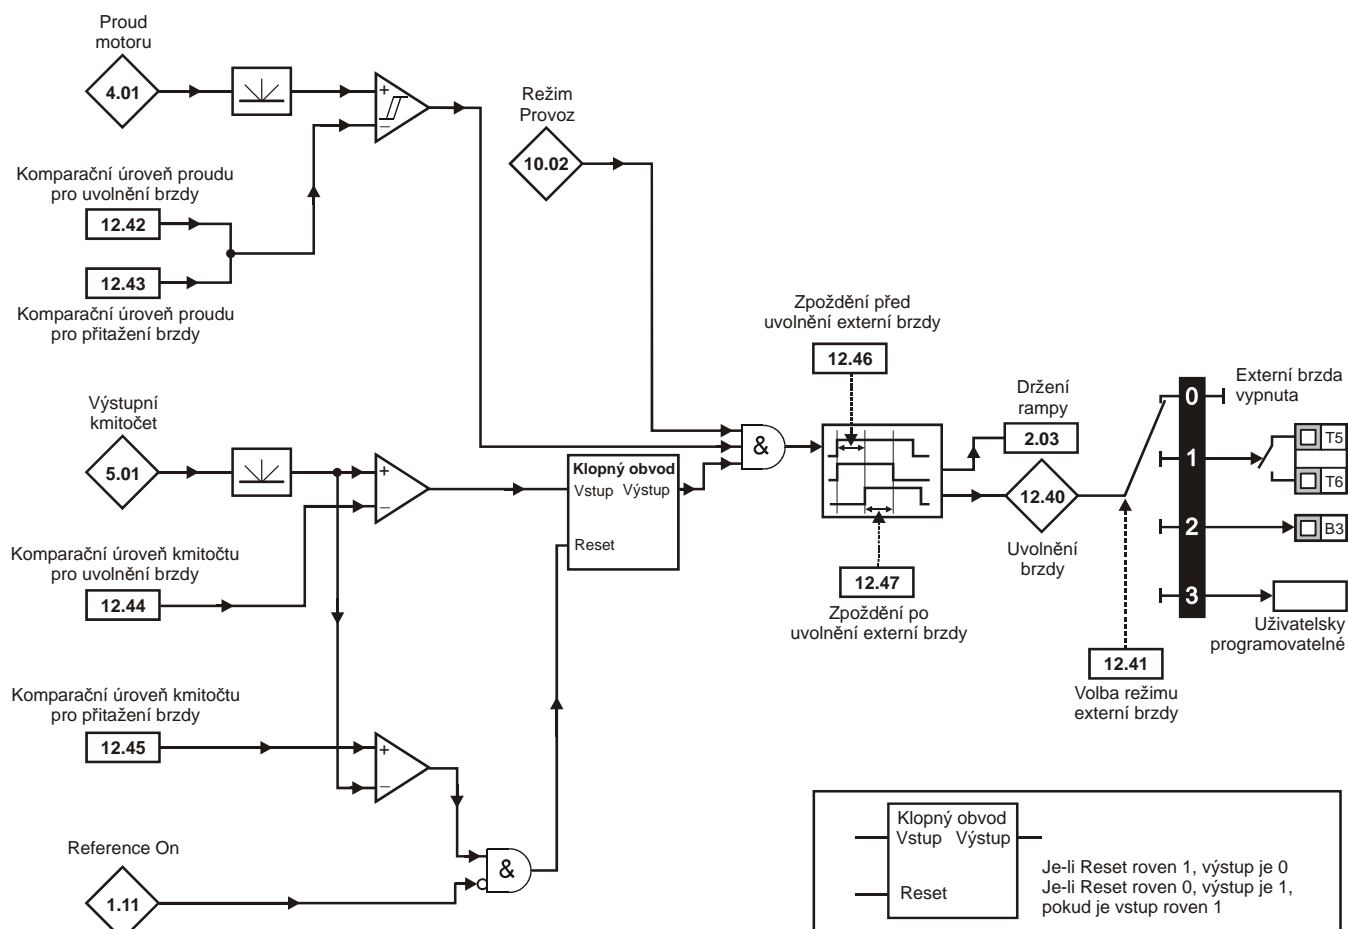 Proud
motoru
4.01
Komparační úroveň proudu
pro uvolnění brzdy
12.42
12.43
Komparační úroveň proudu
pro přitažení brzdy
+
−
Režim
Provoz
10.02
Výstupní
kmitočet
5.01
+
−
Komparační úroveň kmitočtu
pro uvolnění brzdy
12.44
Komparační úroveň kmitočtu
pro přitažení brzdy
12.45
+
−
Reference On
1.11
&
Klopný obvod
Vstup Výstup
Reset
&
Zpoždění před
uvolnění externí brzdy
12.46
12.47
Zpoždění po
uvolnění externí brzdy
Držení
rampy
2.03
12.40
Uvolnění
brzdy
12.41
Volba režimu
externí brzdy
0
Externí brzda
vypnuta
1
T5
T6
2
B3
3
Uživatelsky
programovatelné
Klopný obvod
Vstup Výstup
Reset
Je-li Reset roven 1, výstup je 0
Je-li Reset roven 0, výstup je 1,
pokud je vstup roven 1